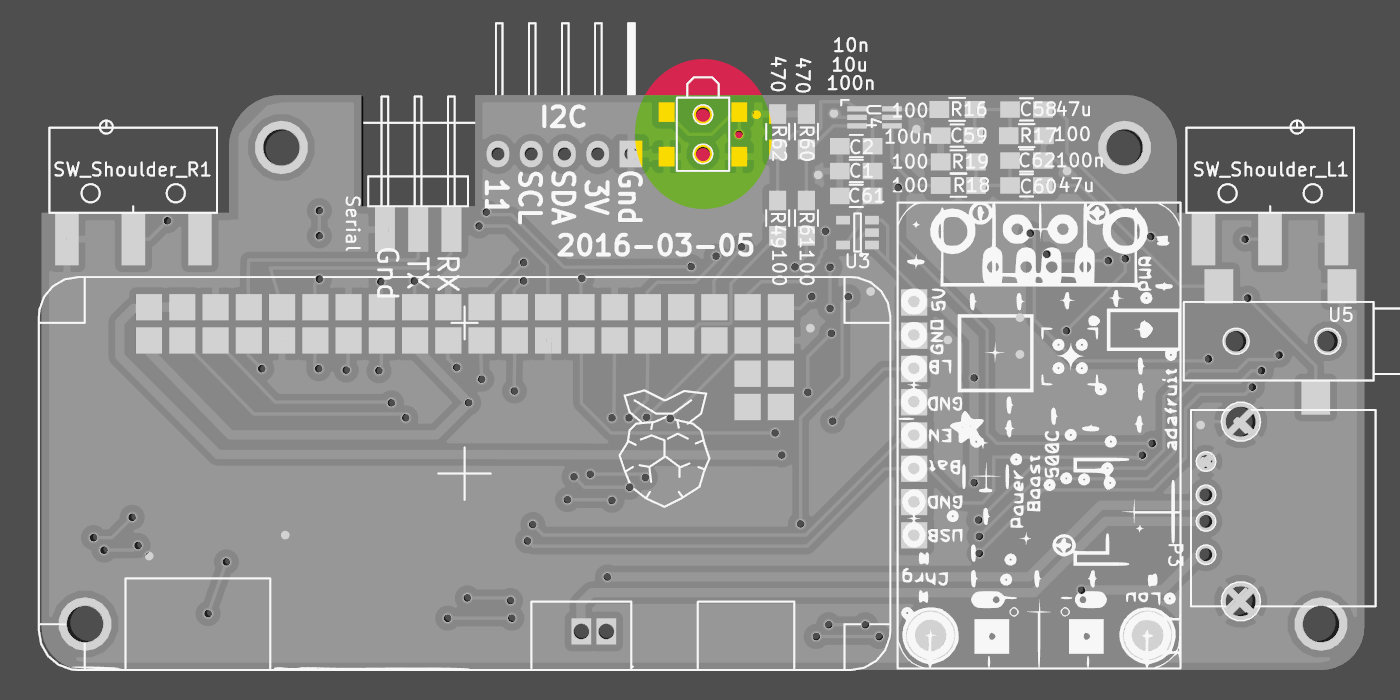 10n
10u
100n
470
470
I2C
U4
100
R16
C58
47u
100n
C59
R17
100
100
R19
C62
100n
R18
C60
47u
R62
R60
C2
C1
C61
SW_Shoulder_R1
SW_Shoulder_L1
11
SCL
SDA
3V
Gnd
Serial
Gnd
TX
RX
2016-03-05
R49
100
R61
100
U3
U5
5V
GND
LB
GND
EN
Bat
GND
USB
Chrg
Low
PWR
adafruit
Power
Boost
500C
P3